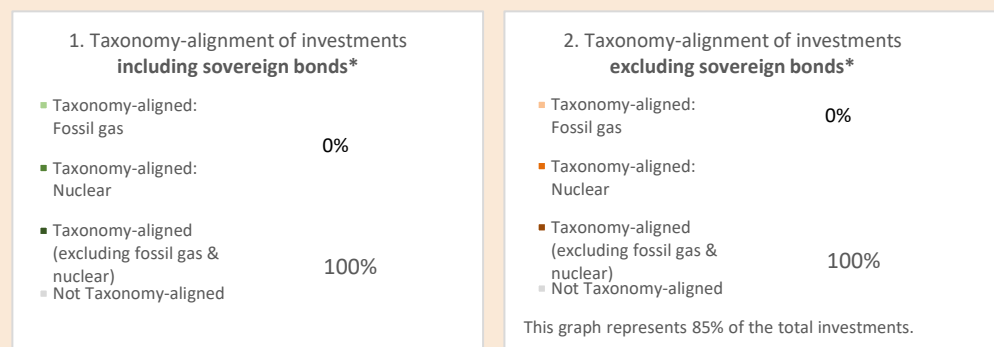 1. Taxonomy-alignment of investments
including sovereign bonds*
Taxonomy-aligned:
Fossil gas
0%
Taxonomy-aligned:
Nuclear
Taxonomy-aligned
(excluding fossil gas &
nuclear)
100%
Not Taxonomy-aligned
2. Taxonomy-alignment of investments
excluding sovereign bonds*
Taxonomy-aligned:
Fossil gas
0%
Taxonomy-aligned:
Nuclear
Taxonomy-aligned
(excluding fossil gas &
nuclear)
100%
Not Taxonomy-aligned
This graph represents 85% of the total investments.